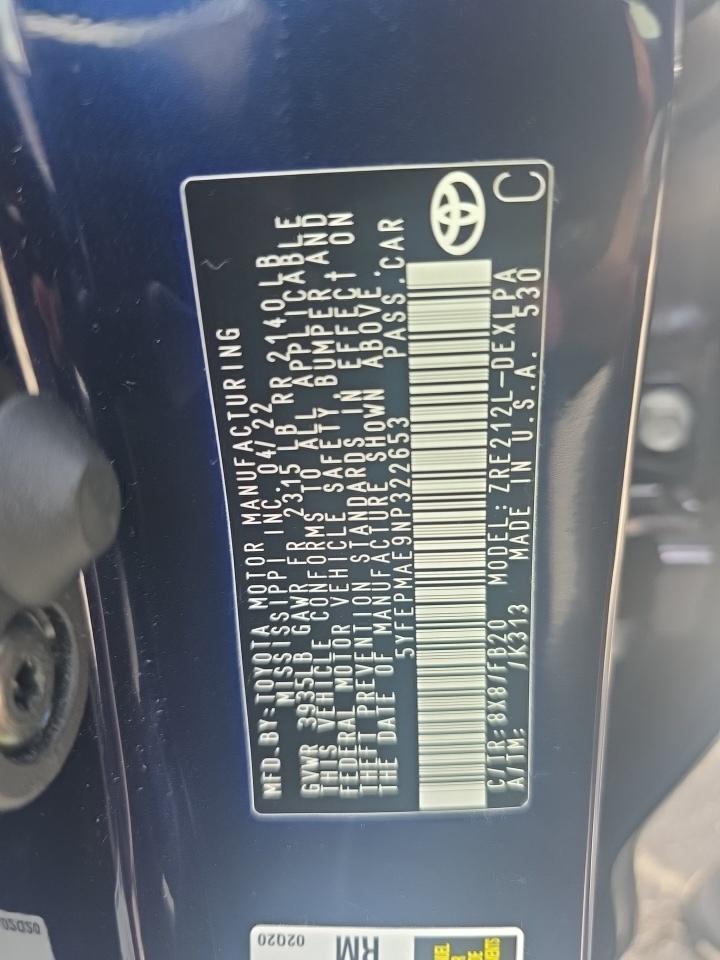 MFD. BY: TOYOTA MOTOR MANUFACTURING
MISSISSIPPI INC. 04/22
GVWR 3935LB GAWR FR 2315 LB RR 2140 LB
THIS VEHICLE CONFORMS TO ALL APPLICABLE
FEDERAL MOTOR VEHICLE SAFETY, BUMPER AND
THEFT PREVENTION STANDARDS IN EFFECT ON
THE DATE OF MANUFACTURE SHOWN ABOVE.
5YFEPMAE9NP322653 PASS. CAR
C/TR: 8X8/FB20 MODEL: ZRE212L-DEXLPA
A/TM: /K313 MADE IN U.S.A. 530
C
02Q20
RM